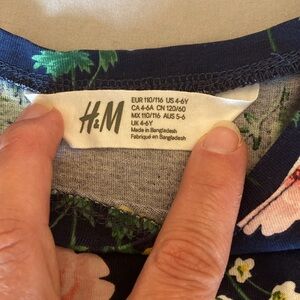 H&M
EUR 110/116 US 4-6Y
CA 4-6A CN 120/60
MX 110/116 AUS 5-6
UK 4-6Y
Made in Bangladesh
Fabriqué en Bangladesh